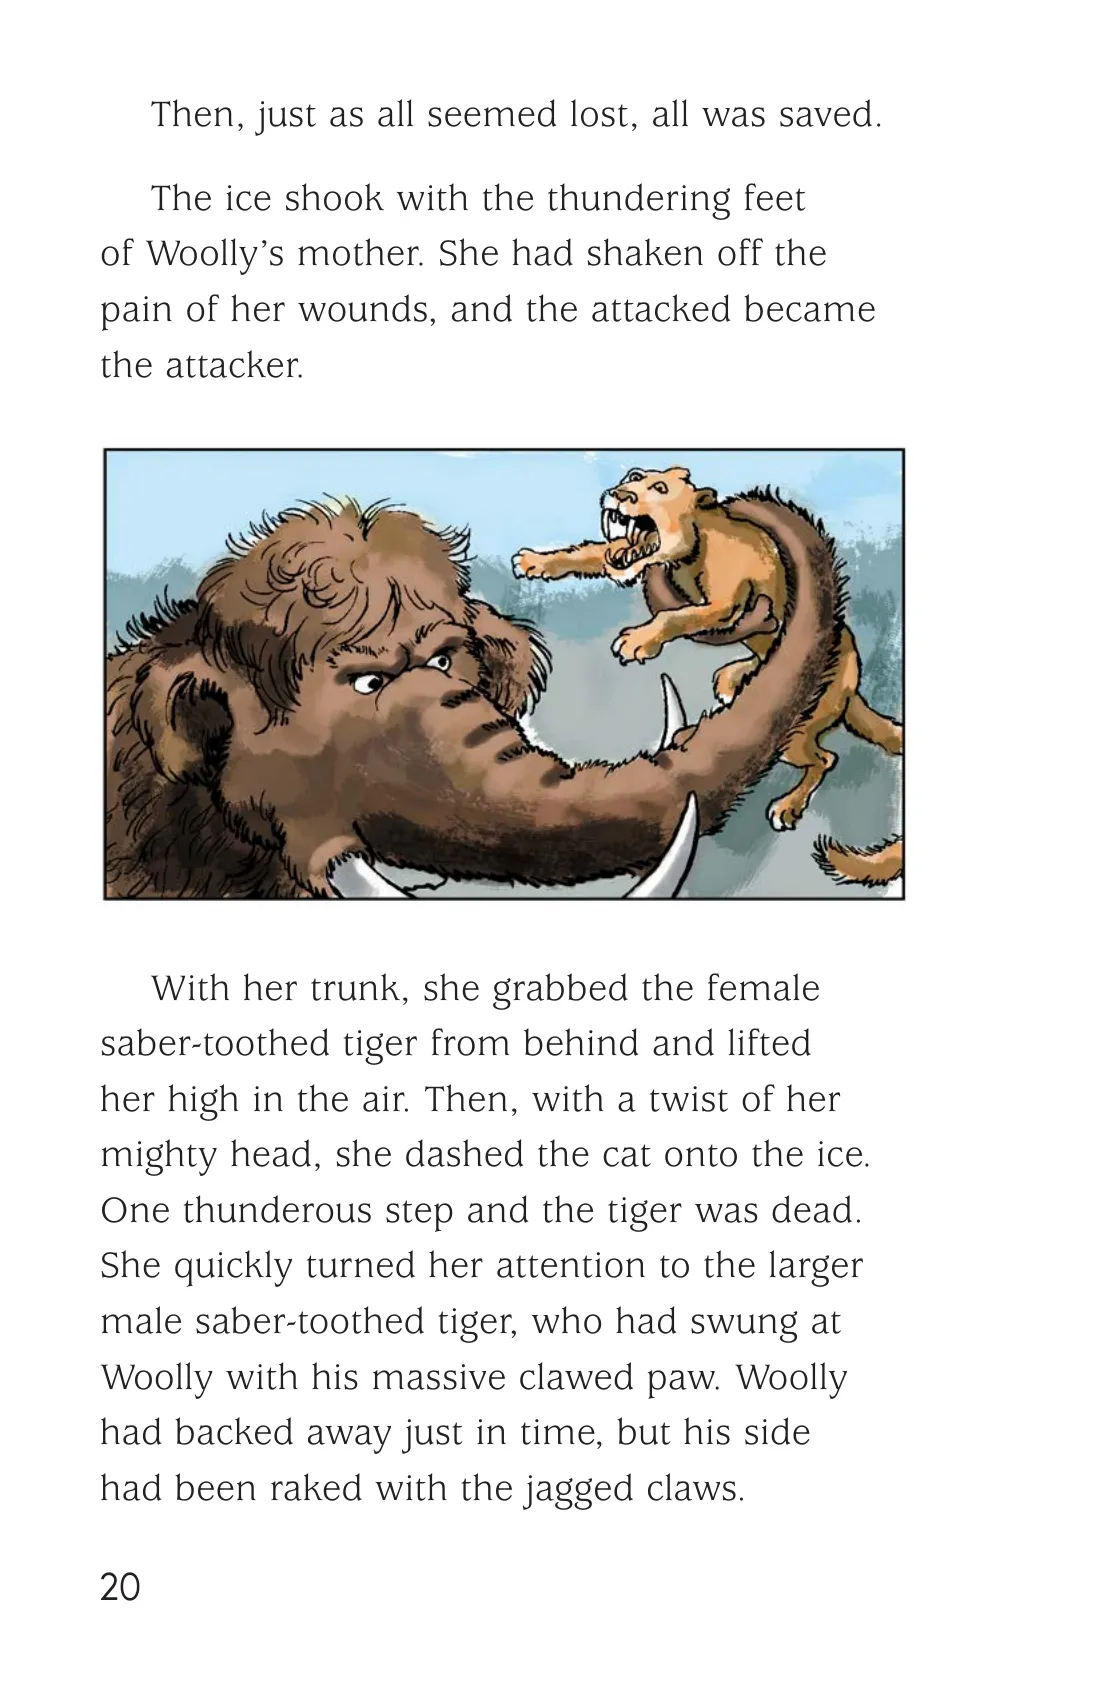 Then, just as all seemed lost, all was saved.
The ice shook with the thundering feet
of Woolly’s mother. She had shaken off the
pain of her wounds, and the attacked became
the attacker.
With her trunk, she grabbed the female
saber-toothed tiger from behind and lifted
her high in the air. Then, with a twist of her
mighty head, she dashed the cat onto the ice.
One thunderous step and the tiger was dead.
She quickly turned her attention to the larger
male saber-toothed tiger, who had swung at
Woolly with his massive clawed paw. Woolly
had backed away just in time, but his side
had been raked with the jagged claws.
20